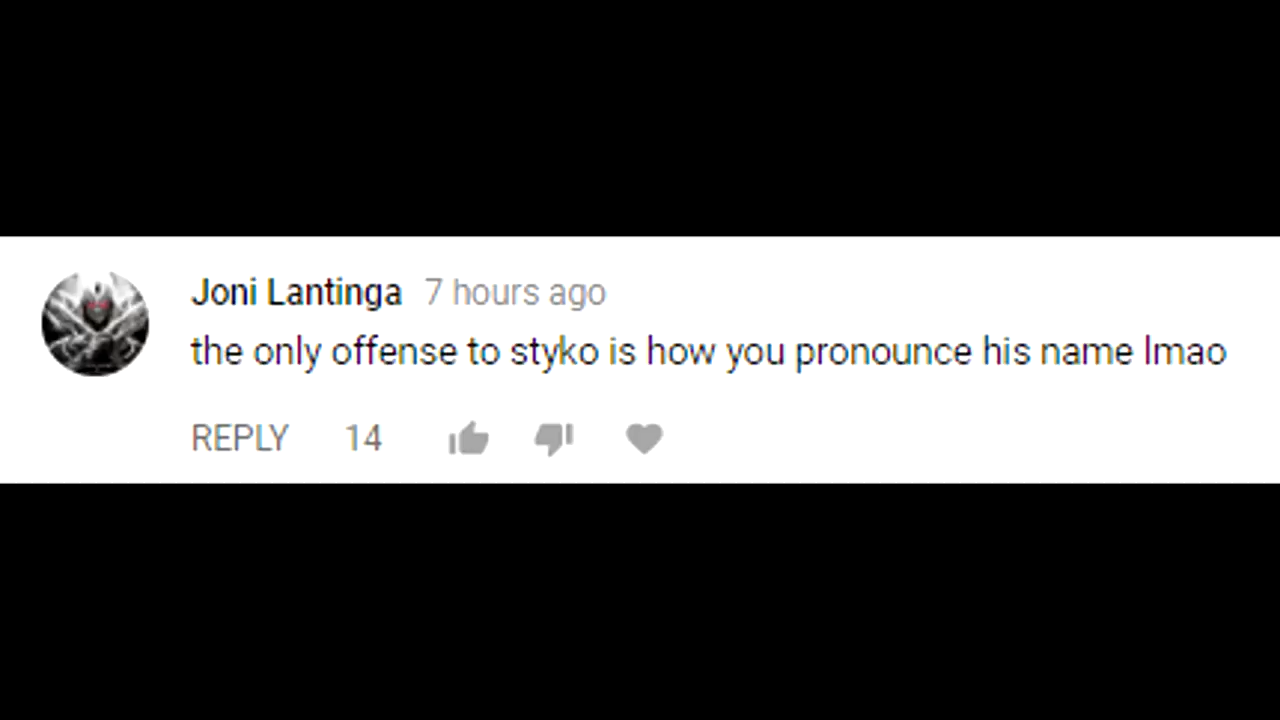 Joni Lantinga 7 hours ago
the only offense to styko is how you pronounce his name lmao
REPLY 14